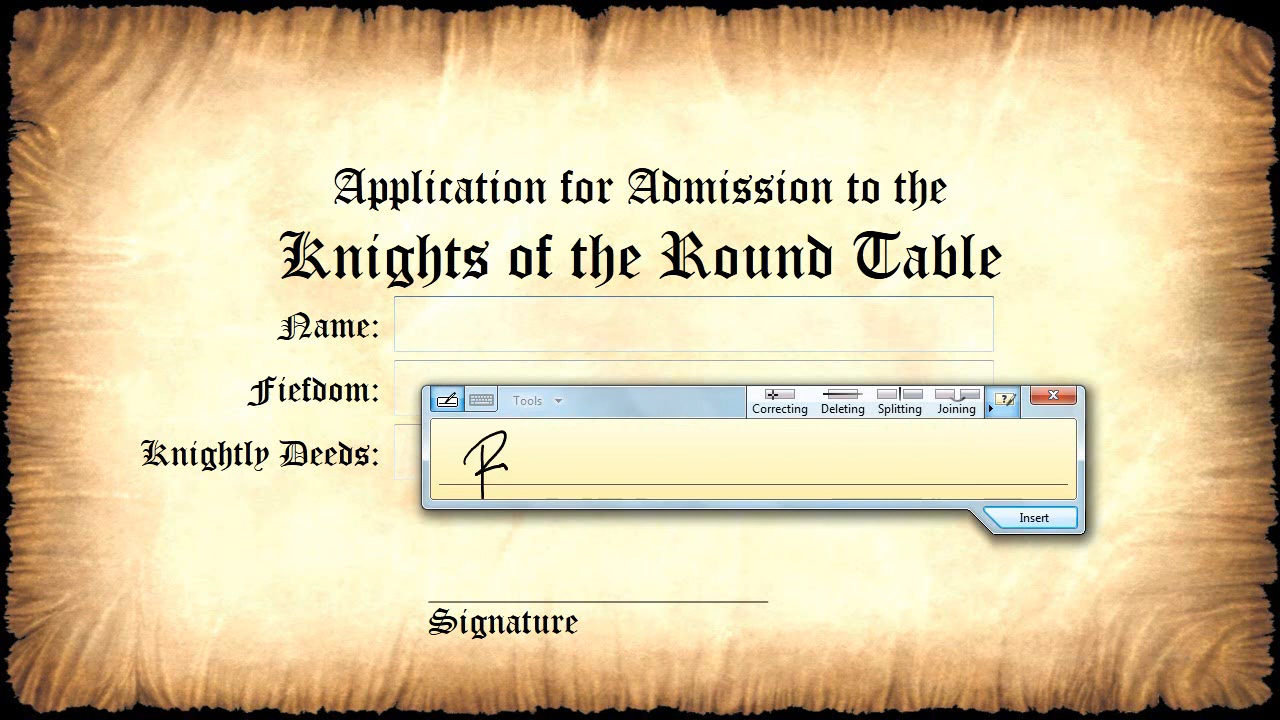 Application for Admission to the
Knights of the Round Table
Name:
Fiefdom:
Tools
Correcting Deleting Splitting Joining
Knightly Deeds:
R
Insert
Signature